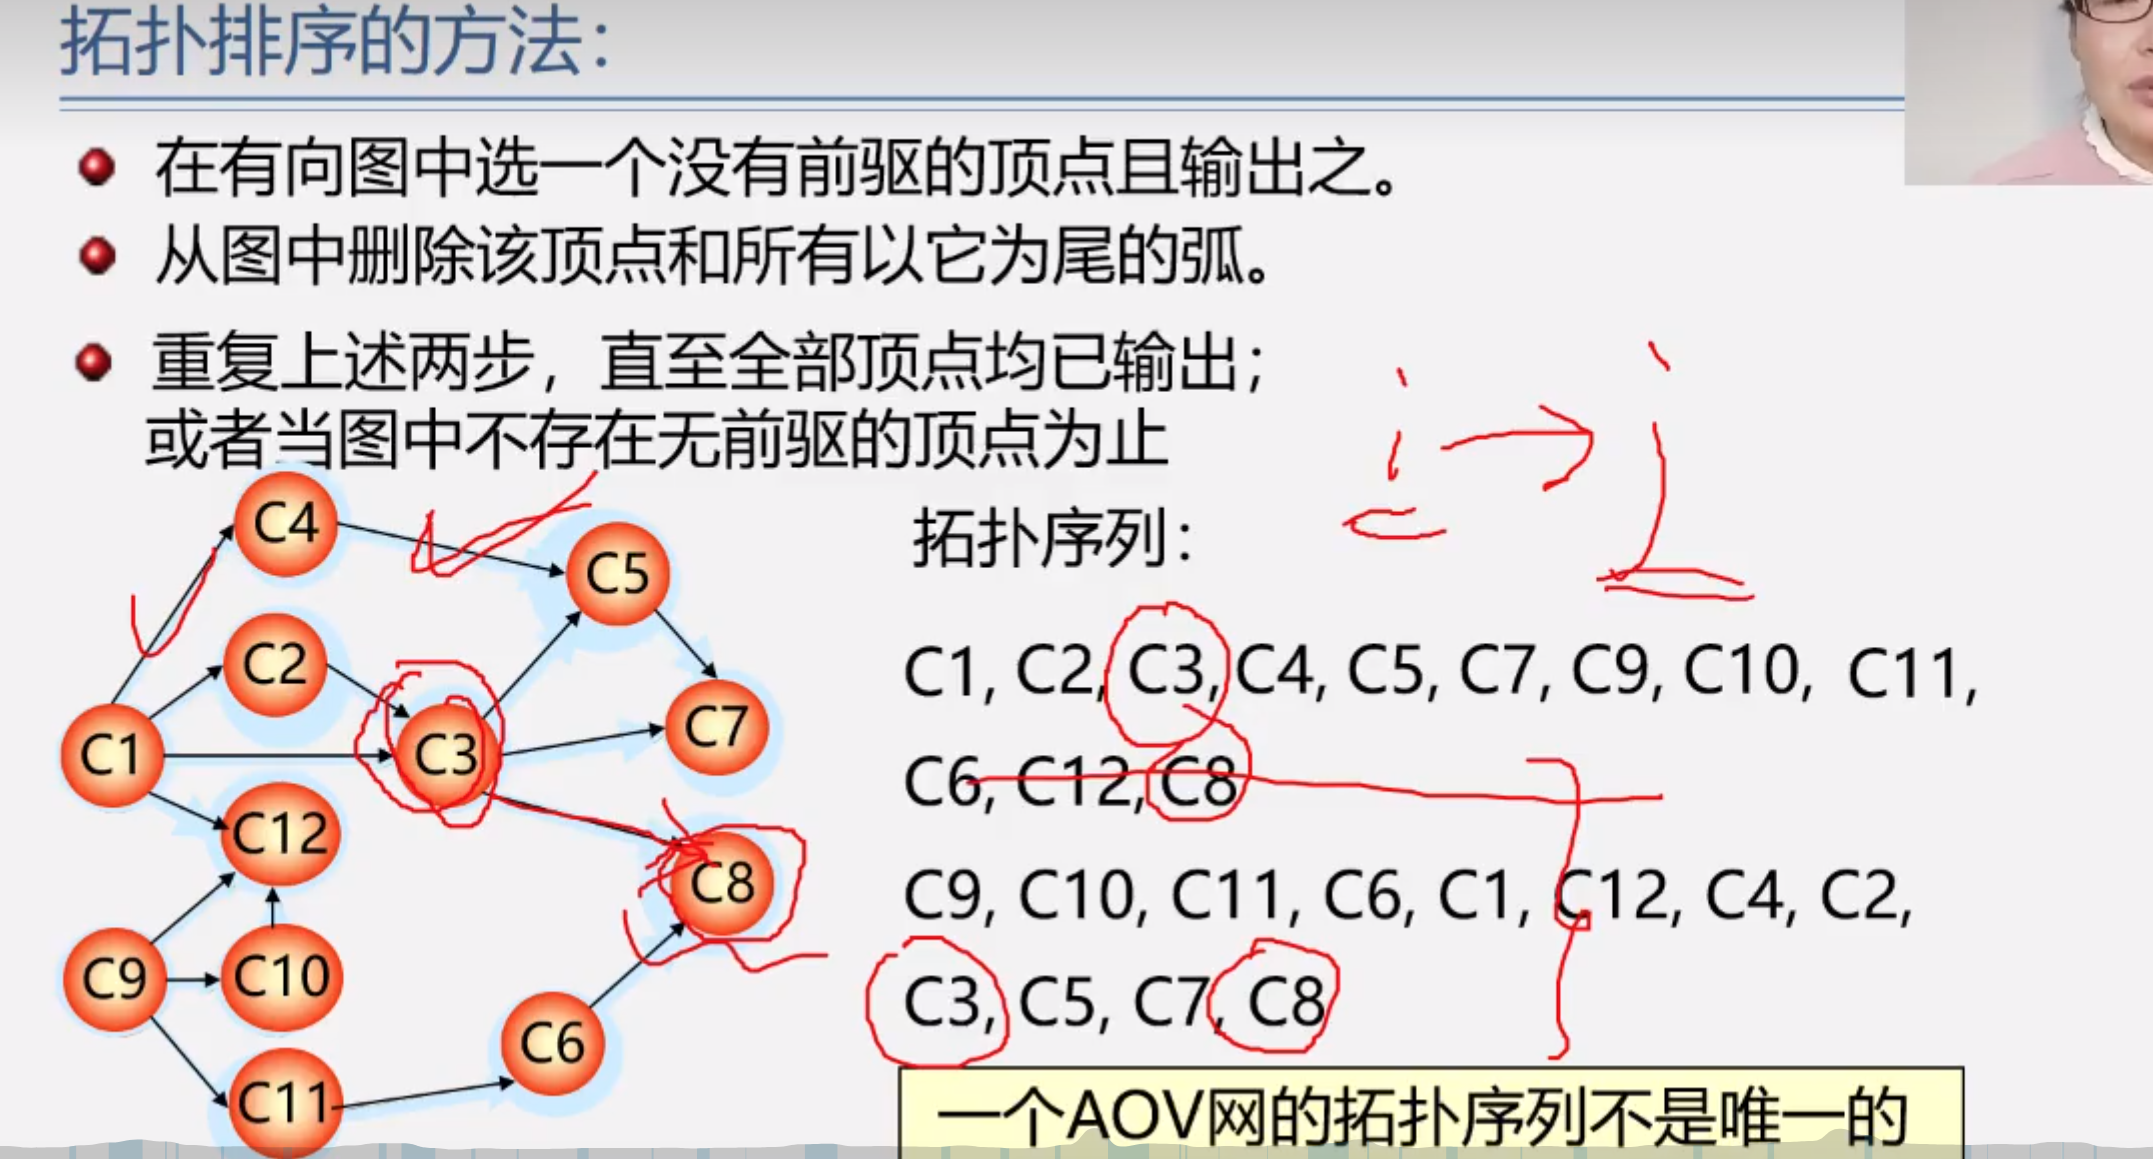 拓扑排序的方法：
在有向图中选一个没有前驱的顶点且输出之。
从图中删除该顶点和所有以它为尾的弧。
重复上述两步，直至全部顶点均已输出；
或者当图中不存在无前驱的顶点为止
i → j
拓扑序列：
C4
C5
C2
C1
C3
C7
C12
C8
C9
C10
C6
C11
C1, C2, C3, C4, C5, C7, C9, C10, C11,
C6, C12, C8
C9, C10, C11, C6, C1, C12, C4, C2,
C3, C5, C7, C8
一个AOV网的拓扑序列不是唯一的